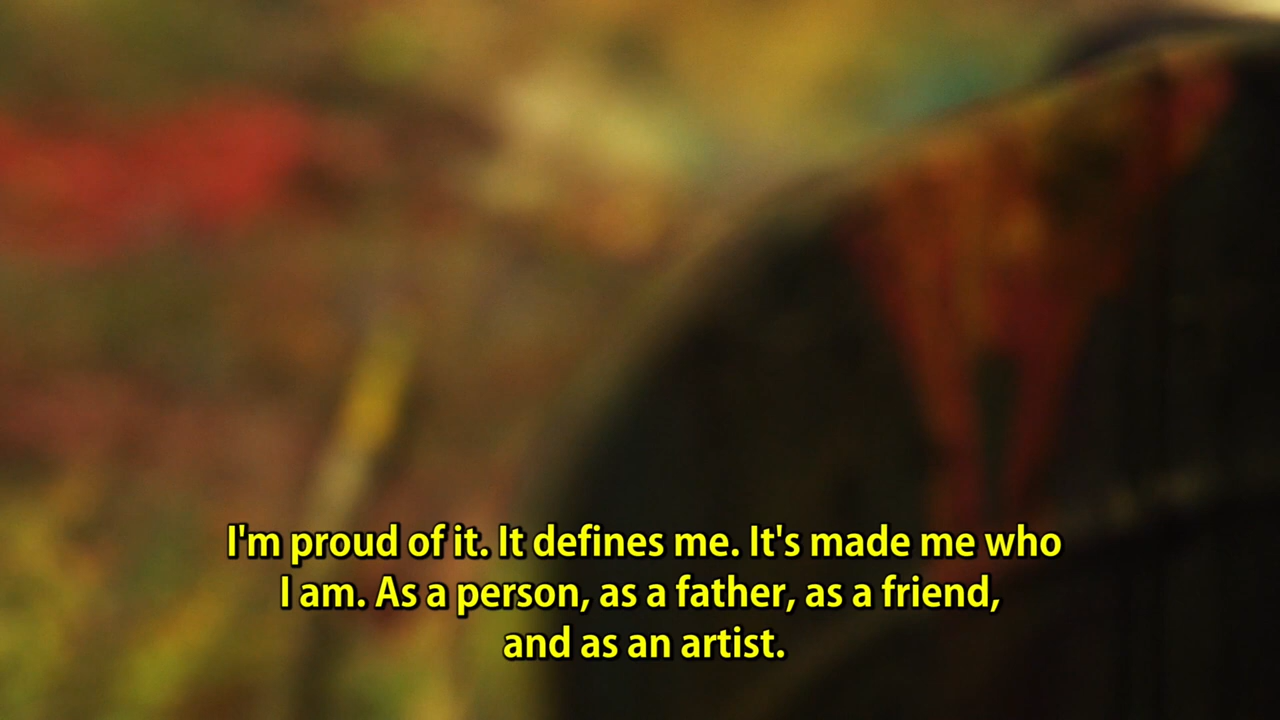 I'm proud of it. It defines me. It's made me who
I am. As a person, as a father, as a friend,
and as an artist.